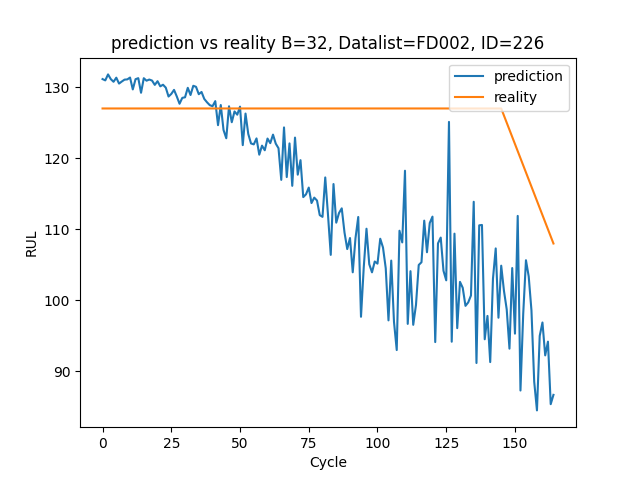 prediction vs reality B=32, Datalist=FD002, ID=226
prediction
reality
130
120
110
100
90
RUL
0 25 50 75 100 125 150
Cycle